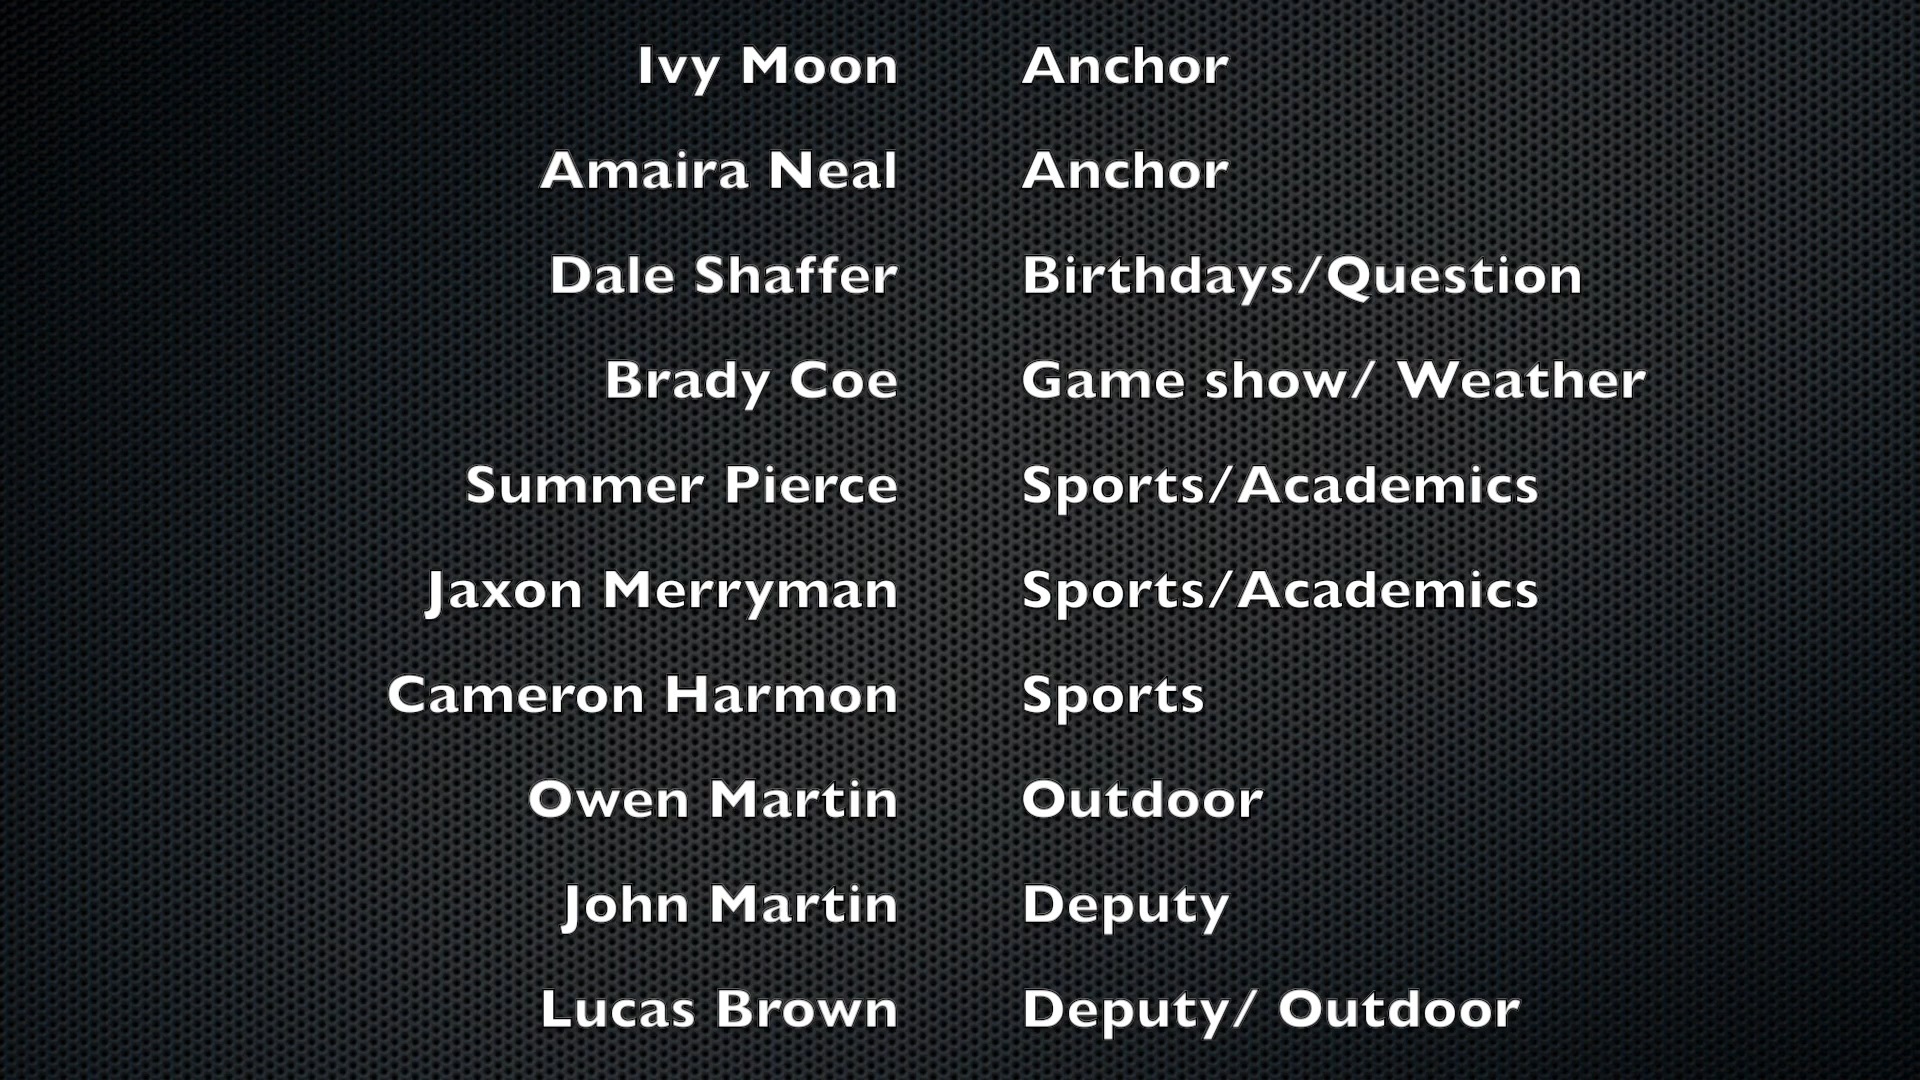 Ivy Moon Anchor
Amaira Neal Anchor
Dale Shaffer Birthdays/Question
Brady Coe Game show/ Weather
Summer Pierce Sports/Academics
Jaxon Merryman Sports/Academics
Cameron Harmon Sports
Owen Martin Outdoor
John Martin Deputy
Lucas Brown Deputy/ Outdoor